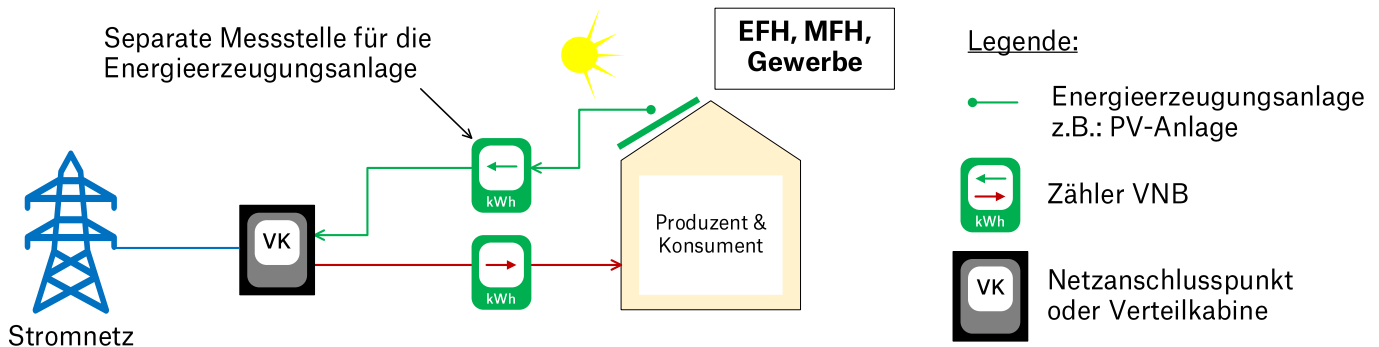 Separate Messstelle für die
Energieerzeugungsanlage
EFH, MFH,
Gewerbe
kWh
VK
kWh
Produzent &
Konsument
Stromnetz
Legende:
Energieerzeugungsanlage
z.B.: PV-Anlage
kWh
Zähler VNB
VK
Netzanschlusspunkt
oder Verteilkabine